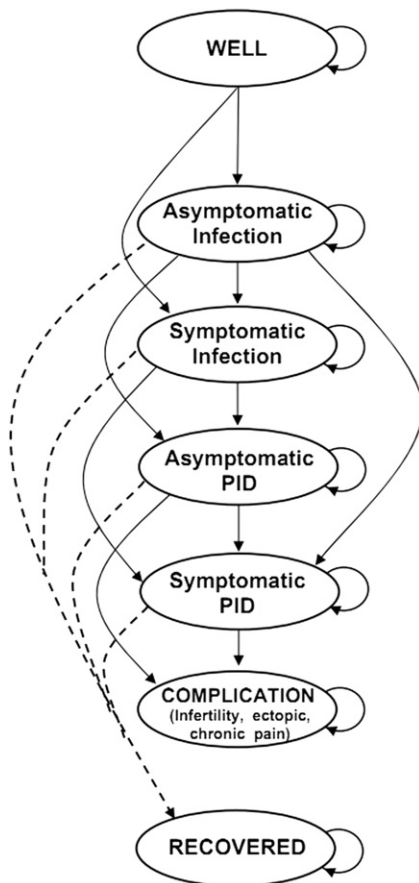 WELL
Asymptomatic
Infection
Symptomatic
Infection
Asymptomatic
PID
Symptomatic
PID
COMPLICATION
(Infertility, ectopic,
chronic pain)
RECOVERED